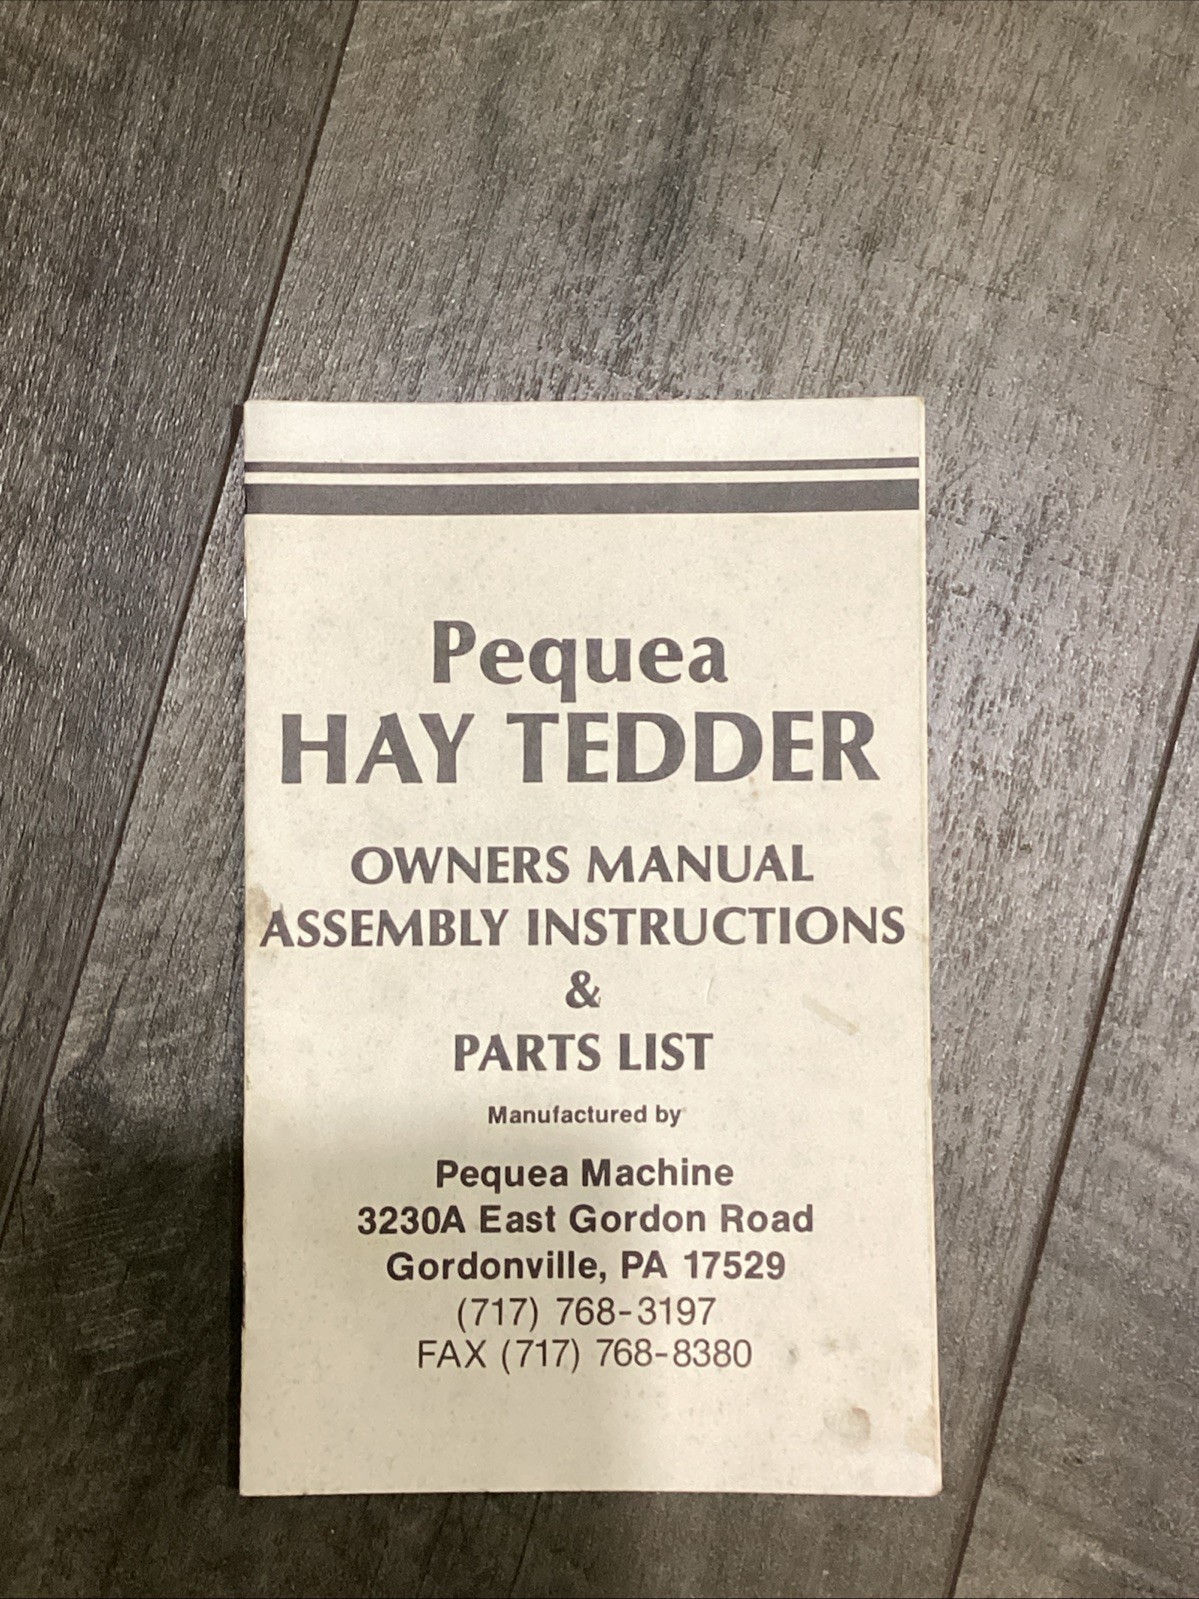 Pequea
HAY TEDDER
OWNERS MANUAL
ASSEMBLY INSTRUCTIONS
&
PARTS LIST
Manufactured by
Pequea Machine
3230A East Gordon Road
Gordonville, PA 17529
(717) 768-3197
FAX (717) 768-8380